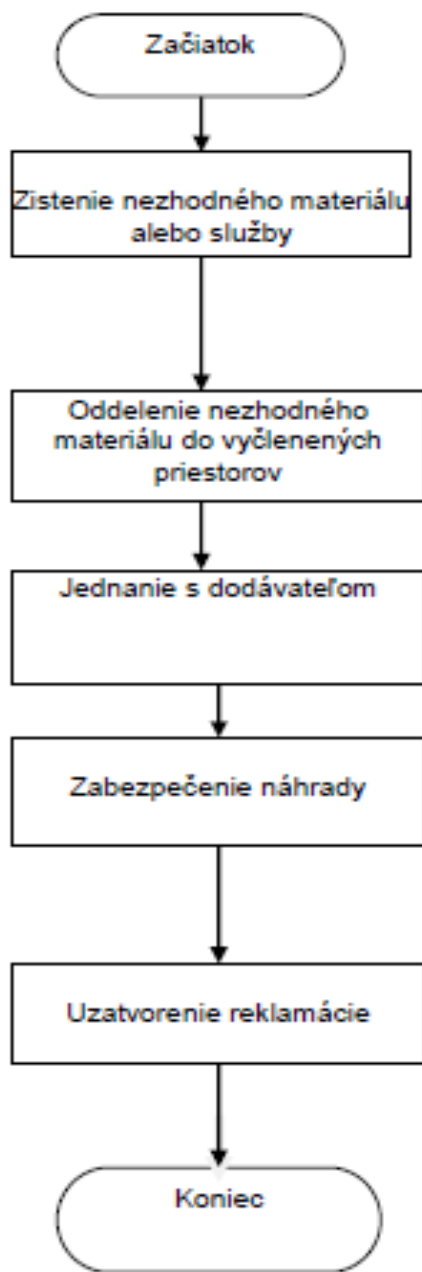 Začiatok
Zistenie nezhodného materiálu
alebo služby
Oddelenie nezhodného
materiálu do vyčlenených
priestorov
Jednanie s dodávateľom
Zabezpečenie náhrady
Uzatvorenie reklamácie
Koniec